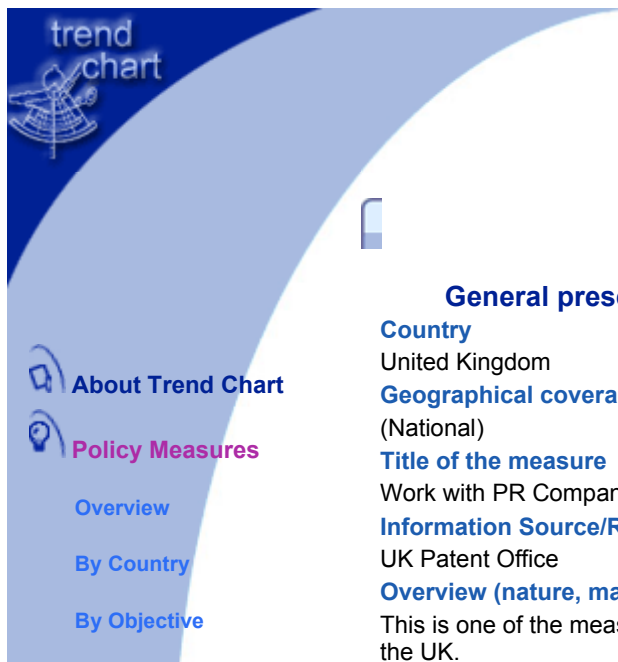 trend
chart
About Trend Chart
Policy Measures
Overview
By Country
By Objective
General pres
Country
United Kingdom
Geographical covera
(National)
Title of the measure
Work with PR Compan
Information Source/R
UK Patent Office
Overview (nature, ma
This is one of the meas
the UK.